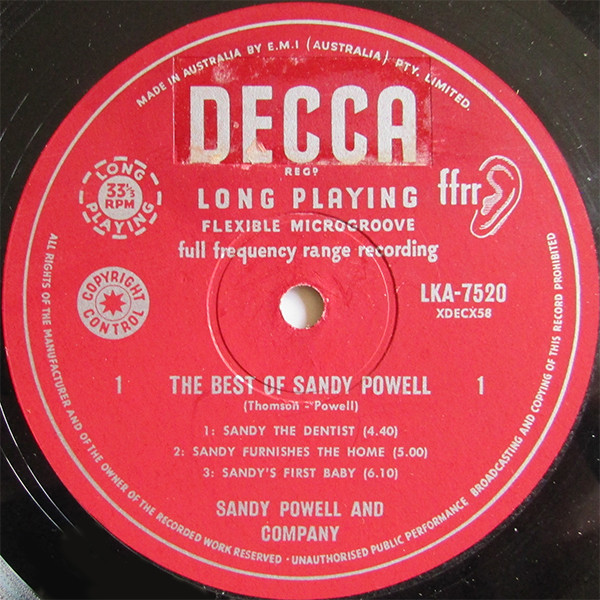 MADE IN AUSTRALIA BY E.M.I (AUSTRALIA) PTY. LIMITED.
DECCA
REGD
LONG PLAYING
33⅓ RPM
LONG PLAYING
ffrr
FLEXIBLE MICROGROOVE
full frequency range recording
COPYRIGHT CONTROL
LKA-7520
XDECX58
1 THE BEST OF SANDY POWELL 1
(Thomson - Powell)
1: SANDY THE DENTIST (4.40)
2: SANDY FURNISHES THE HOME (5.00)
3: SANDY'S FIRST BABY (6.10)
SANDY POWELL AND
COMPANY
ALL RIGHTS OF THE MANUFACTURER AND OF THE OWNER OF THE RECORDED WORK RESERVED · UNAUTHORISED PUBLIC PERFORMANCE BROADCASTING AND COPYING OF THIS RECORD PROHIBITED